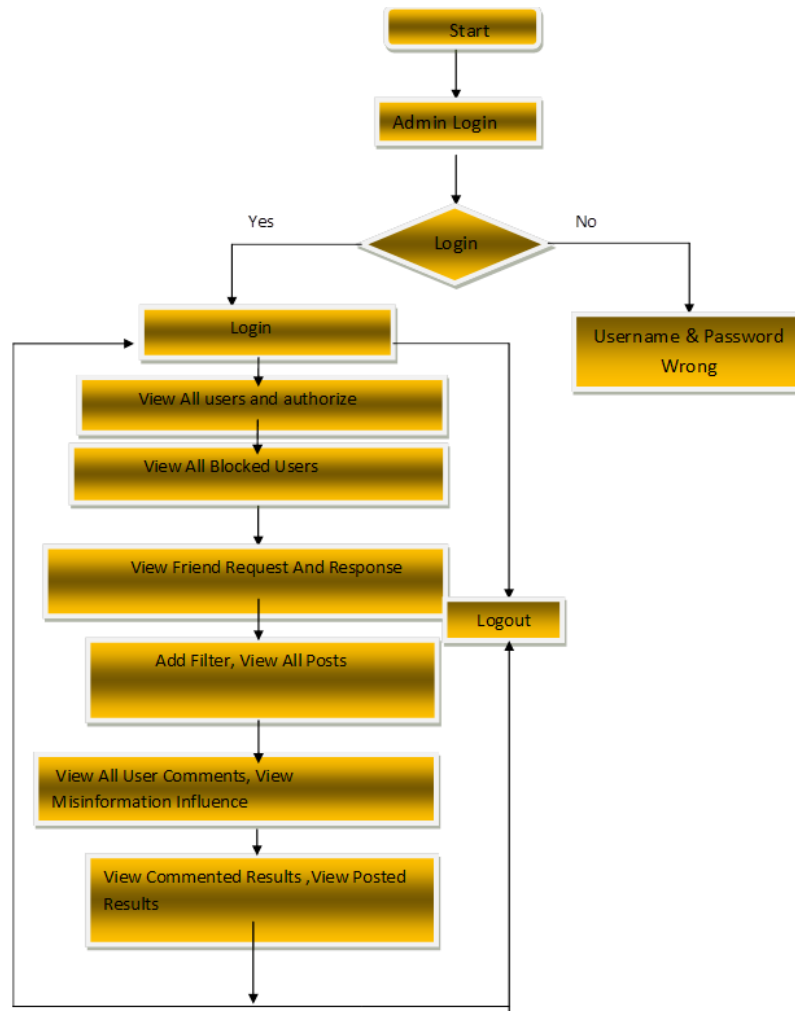 Start
Admin Login
Login
Yes
No
Login
Username & Password
Wrong
View All users and authorize
View All Blocked Users
View Friend Request And Response
Logout
Add Filter, View All Posts
View All User Comments, View
Misinformation Influence
View Commented Results ,View Posted
Results